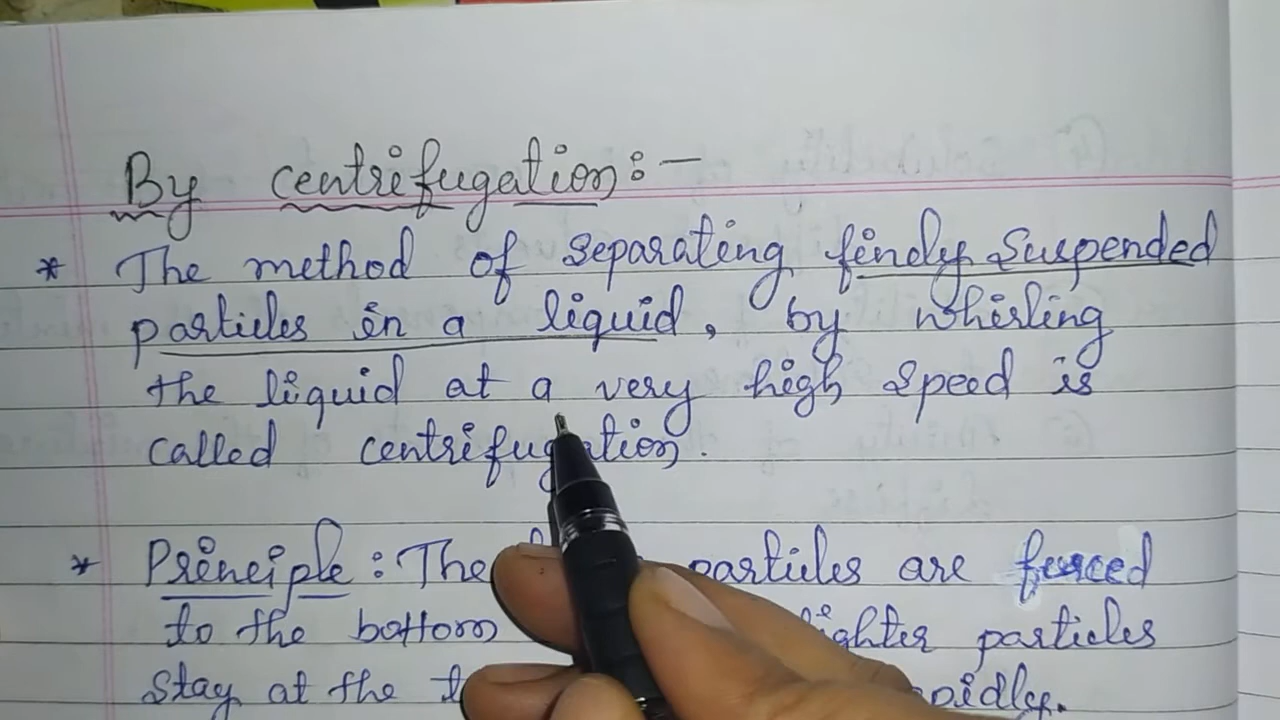 By centrifugation:—
* The method of separating finely suspended
particles in a liquid, by whirling
the liquid at a very high speed is
called centrifugation.
* Principle: The particles are forced
to the bottom lighter particles
stay at the